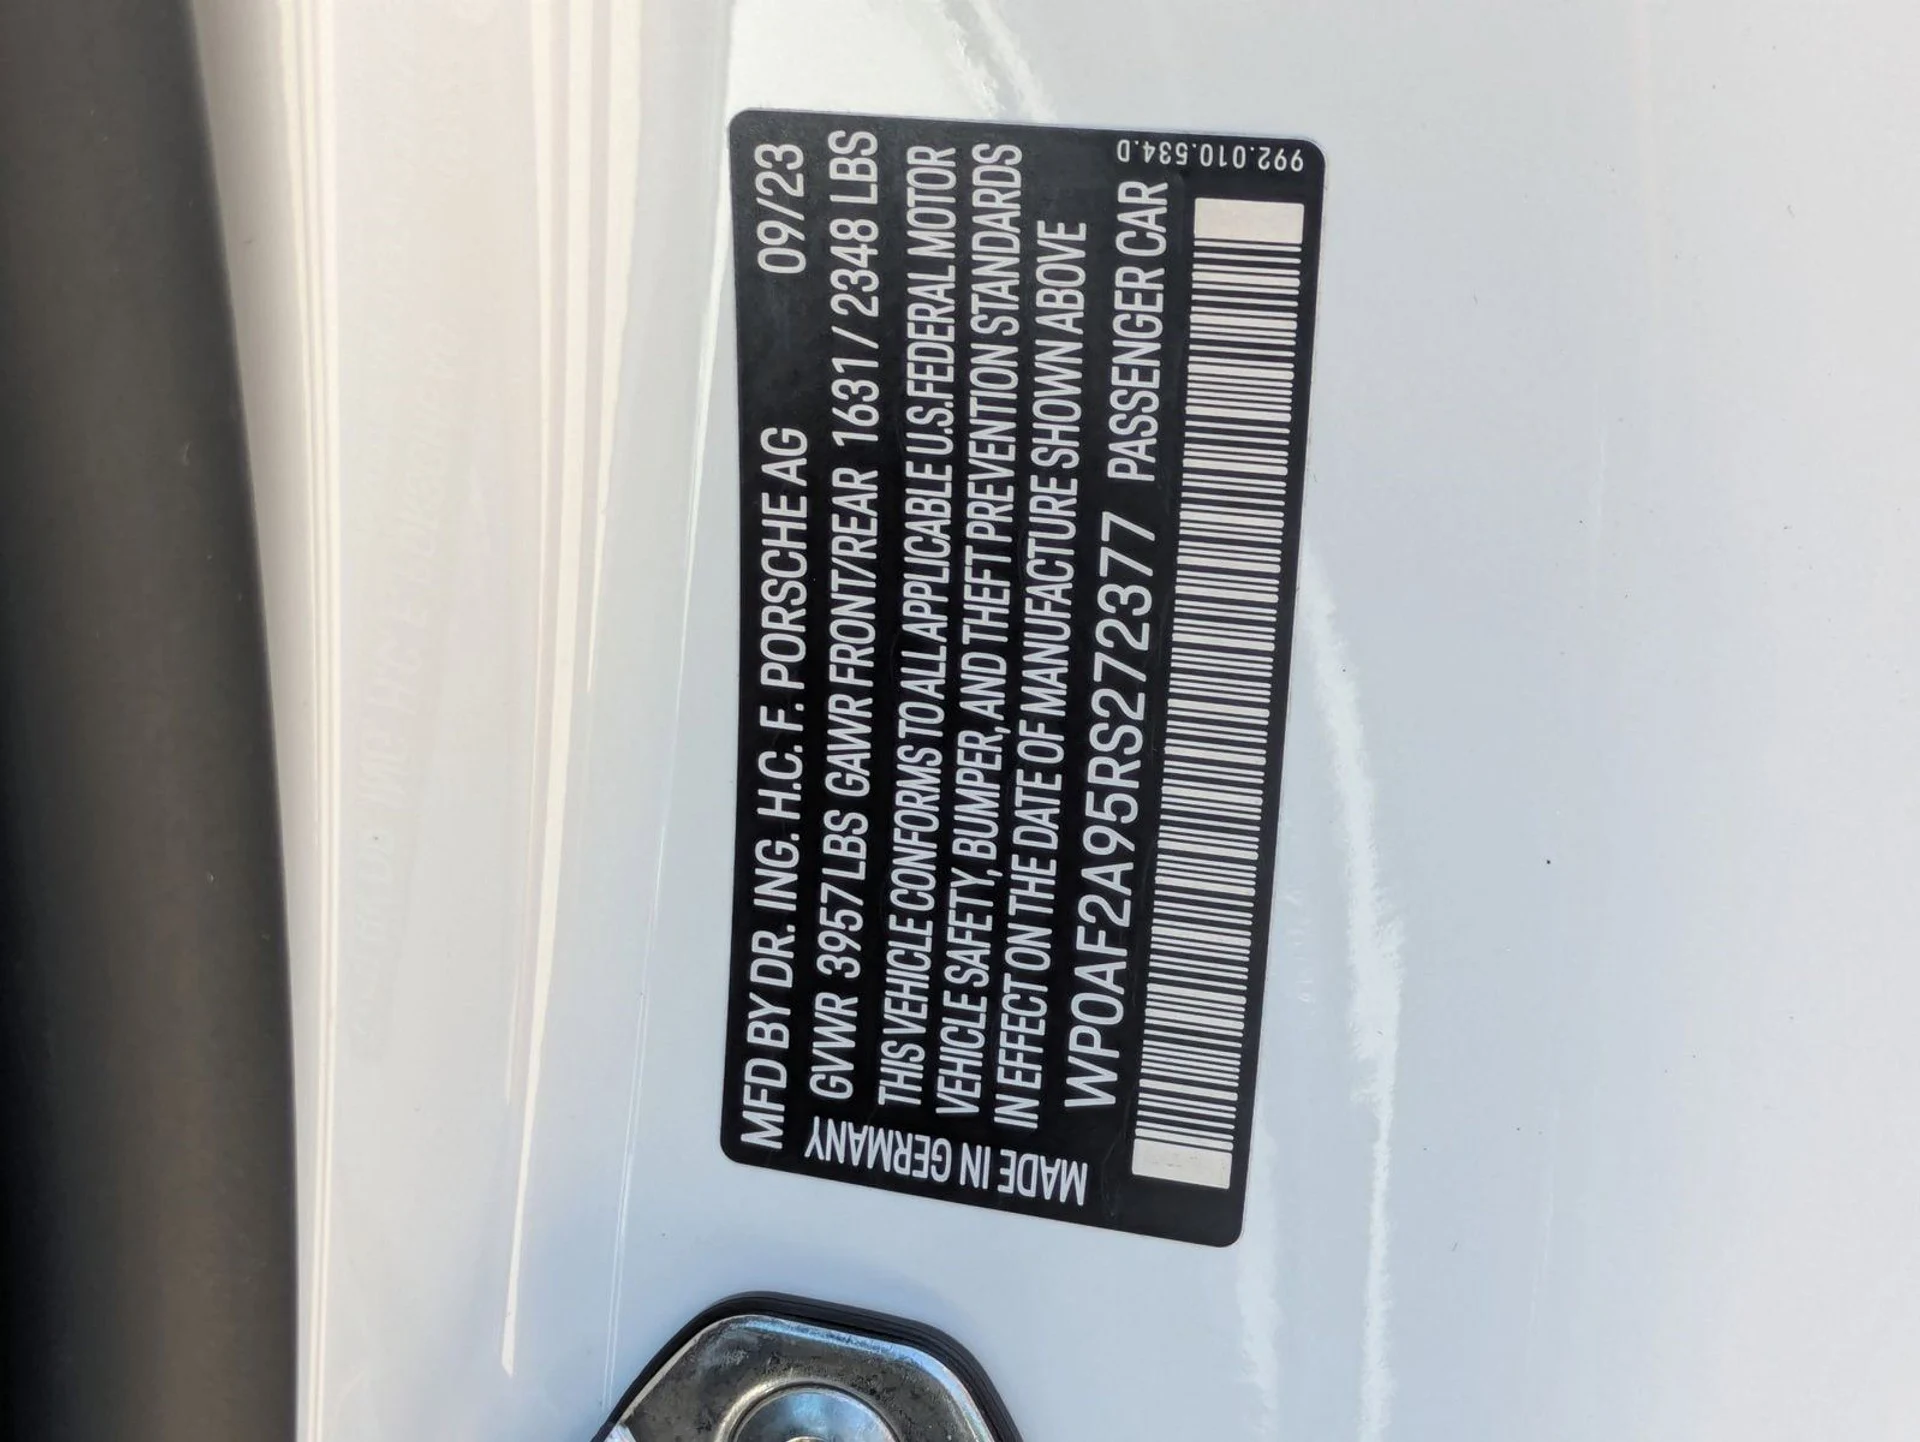 MFD BY DR. ING. H.C. F. PORSCHE AG 09/23
GVWR 3957 LBS GAWR FRONT/REAR 1631 / 2348 LBS
THIS VEHICLE CONFORMS TO ALL APPLICABLE U.S. FEDERAL MOTOR
VEHICLE SAFETY, BUMPER, AND THEFT PREVENTION STANDARDS
IN EFFECT ON THE DATE OF MANUFACTURE SHOWN ABOVE
WP0AF2A95RS272377 PASSENGER CAR
MADE IN GERMANY
992.010.534.D